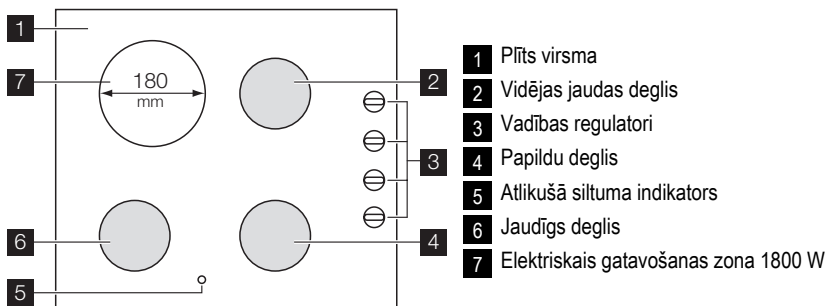 1
7
180
mm
2
3
6
4
5
1 Plīts virsma
2 Vidējas jaudas deglis
3 Vadības regulatori
4 Papildu deglis
5 Atlikušā siltuma indikators
6 Jaudīgs deglis
7 Elektriskais gatavošanas zona 1800 W